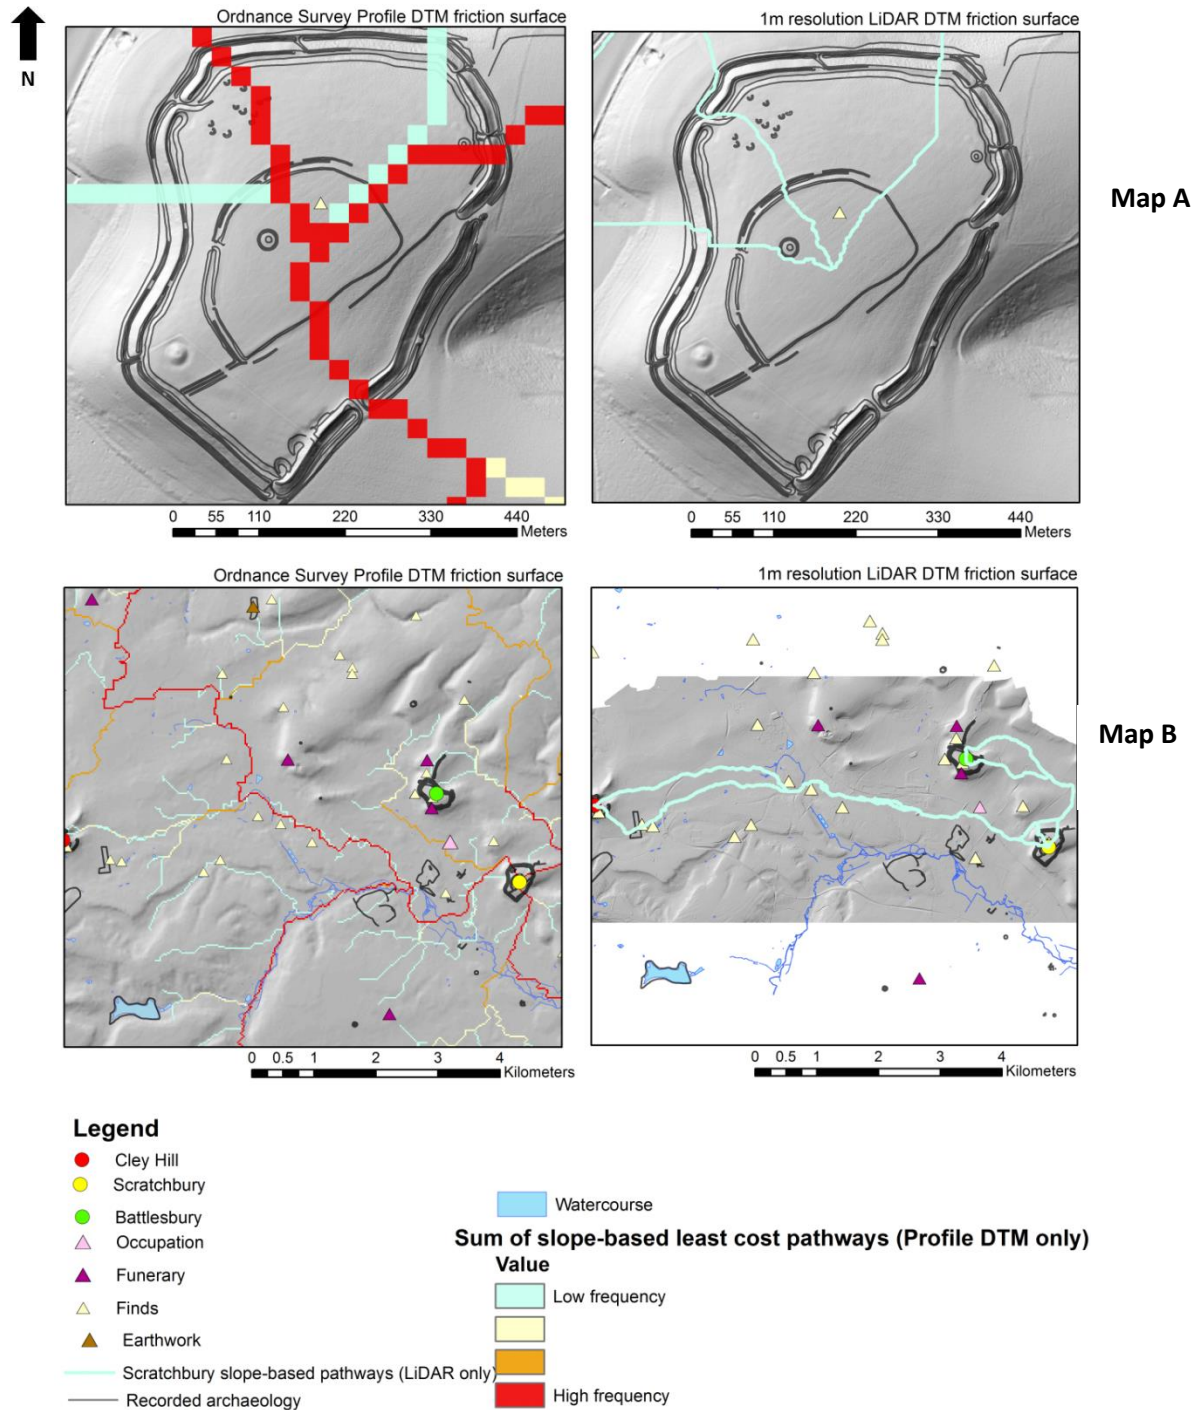 Ordnance Survey Profile DTM friction surface
1m resolution LiDAR DTM friction surface
N
Map A
0 55 110 220 330 440
Meters
0 55 110 220 330 440
Meters
Ordnance Survey Profile DTM friction surface
1m resolution LiDAR DTM friction surface
Map B
0 0.5 1 2 3 4
Kilometers
0 0.5 1 2 3 4
Kilometers
Legend
Cley Hill
Scratchbury
Battlesbury
Occupation
Funerary
Finds
Earthwork
Scratchbury slope-based pathways (LiDAR only)
Recorded archaeology
Watercourse
Sum of slope-based least cost pathways (Profile DTM only)
Value
Low frequency
High frequency